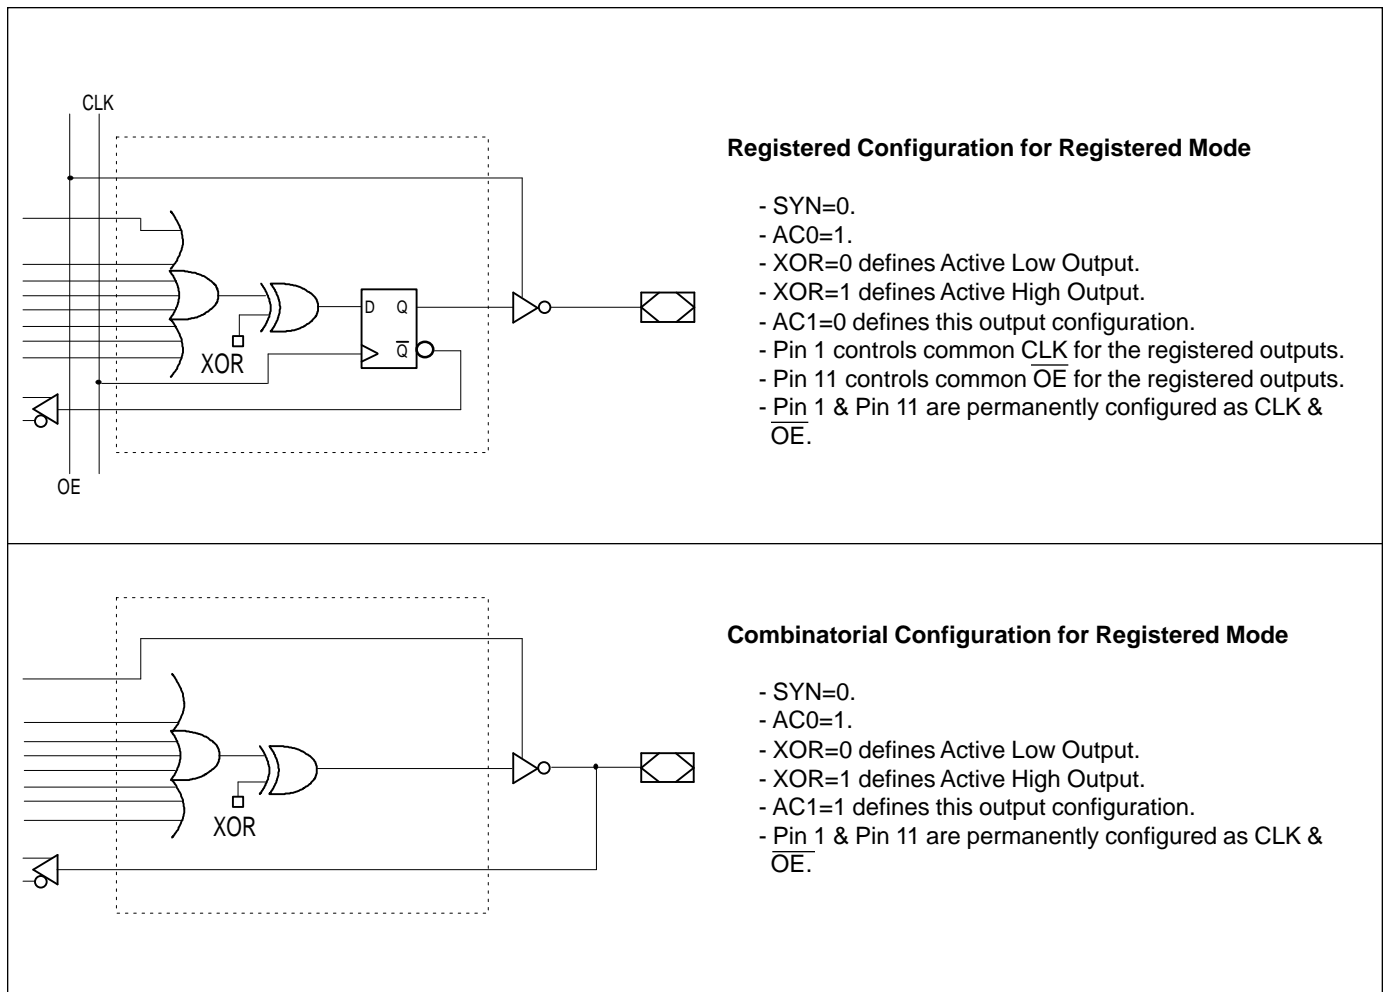 CLK
D Q
Q̅
XOR
OE
Registered Configuration for Registered Mode
- SYN=0.
- AC0=1.
- XOR=0 defines Active Low Output.
- XOR=1 defines Active High Output.
- AC1=0 defines this output configuration.
- Pin 1 controls common CLK for the registered outputs.
- Pin 11 controls common O̅E̅ for the registered outputs.
- Pin 1 & Pin 11 are permanently configured as CLK &
O̅E̅.
XOR
Combinatorial Configuration for Registered Mode
- SYN=0.
- AC0=1.
- XOR=0 defines Active Low Output.
- XOR=1 defines Active High Output.
- AC1=1 defines this output configuration.
- Pin 1 & Pin 11 are permanently configured as CLK &
O̅E̅.